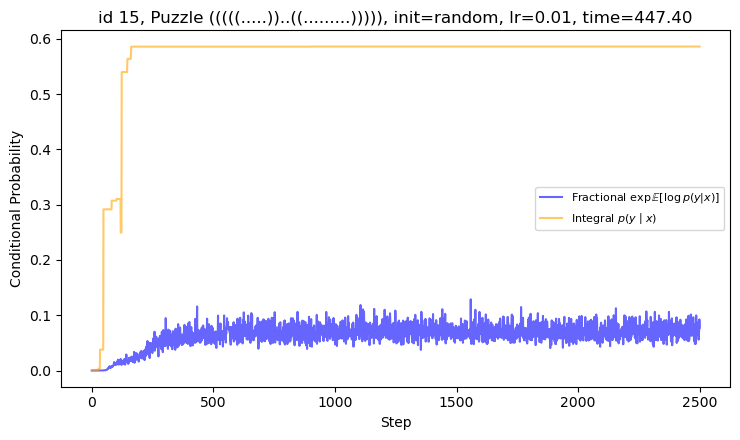 id 15, Puzzle (((((.....))..((.........))))), init=random, lr=0.01, time=447.40
Conditional Probability
0.6
0.5
0.4
0.3
0.2
0.1
0.0
Fractional exp𝔼[log p(y|x)]
Integral p(y | x)
0
500
1000
1500
2000
2500
Step